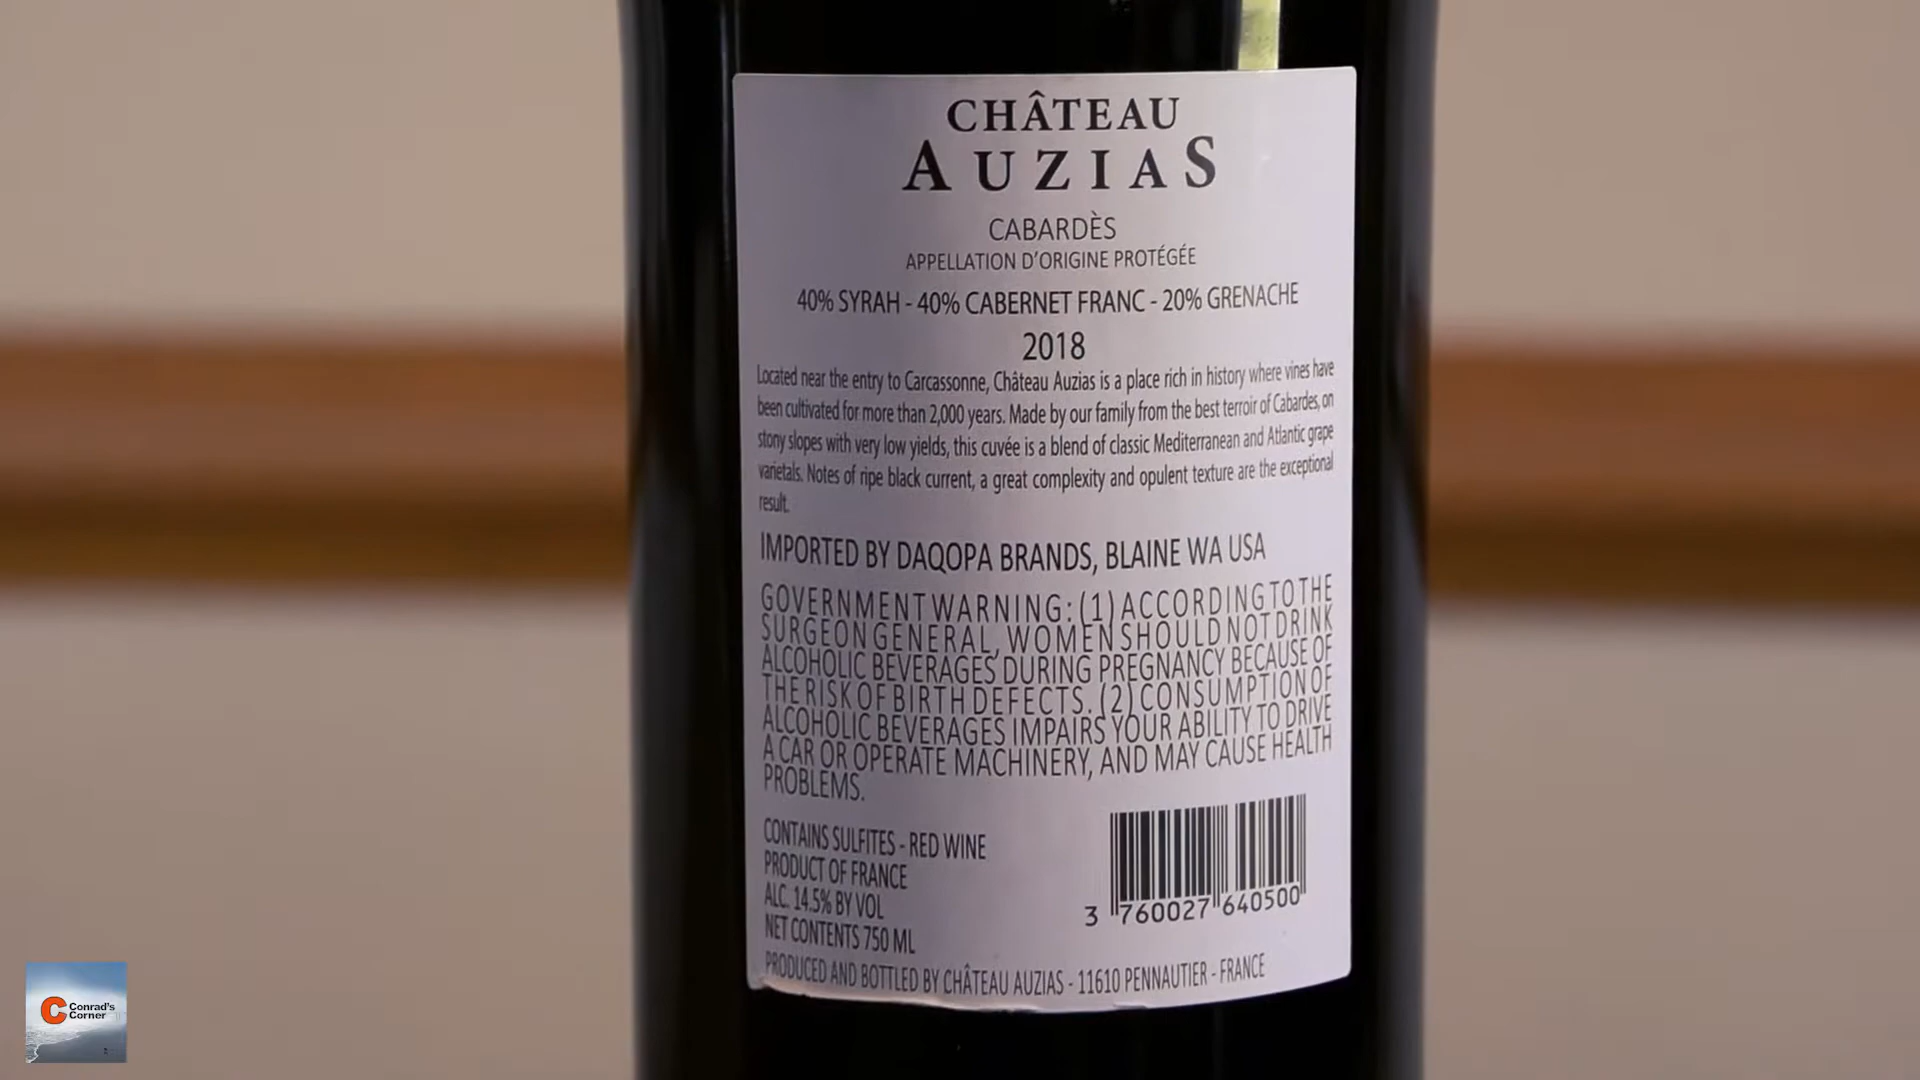 CHÂTEAU
AUZIAS
CABARDÈS
APPELLATION D'ORIGINE PROTÉGÉE
40% SYRAH - 40% CABERNET FRANC - 20% GRENACHE
2018
Located near the entry to Carcassonne, Château Auzias is a place rich in history where vines have
been cultivated for more than 2,000 years. Made by our family from the best terroir of Cabardes, on
stony slopes with very low yields, this cuvée is a blend of classic Mediterranean and Atlantic grape
varietals. Notes of ripe black current, a great complexity and opulent texture are the exceptional
result.
IMPORTED BY DAQOPA BRANDS, BLAINE WA USA
GOVERNMENT WARNING: (1) ACCORDING TO THE
SURGEON GENERAL, WOMEN SHOULD NOT DRINK
ALCOHOLIC BEVERAGES DURING PREGNANCY BECAUSE OF
THE RISK OF BIRTH DEFECTS. (2) CONSUMPTION OF
ALCOHOLIC BEVERAGES IMPAIRS YOUR ABILITY TO DRIVE
A CAR OR OPERATE MACHINERY, AND MAY CAUSE HEALTH
PROBLEMS.
CONTAINS SULFITES - RED WINE
PRODUCT OF FRANCE
ALC. 14.5% BY VOL
NET CONTENTS 750 ML
3 760027 640500
PRODUCED AND BOTTLED BY CHÂTEAU AUZIAS - 11610 PENNAUTIER - FRANCE
C Conrad's
Corner